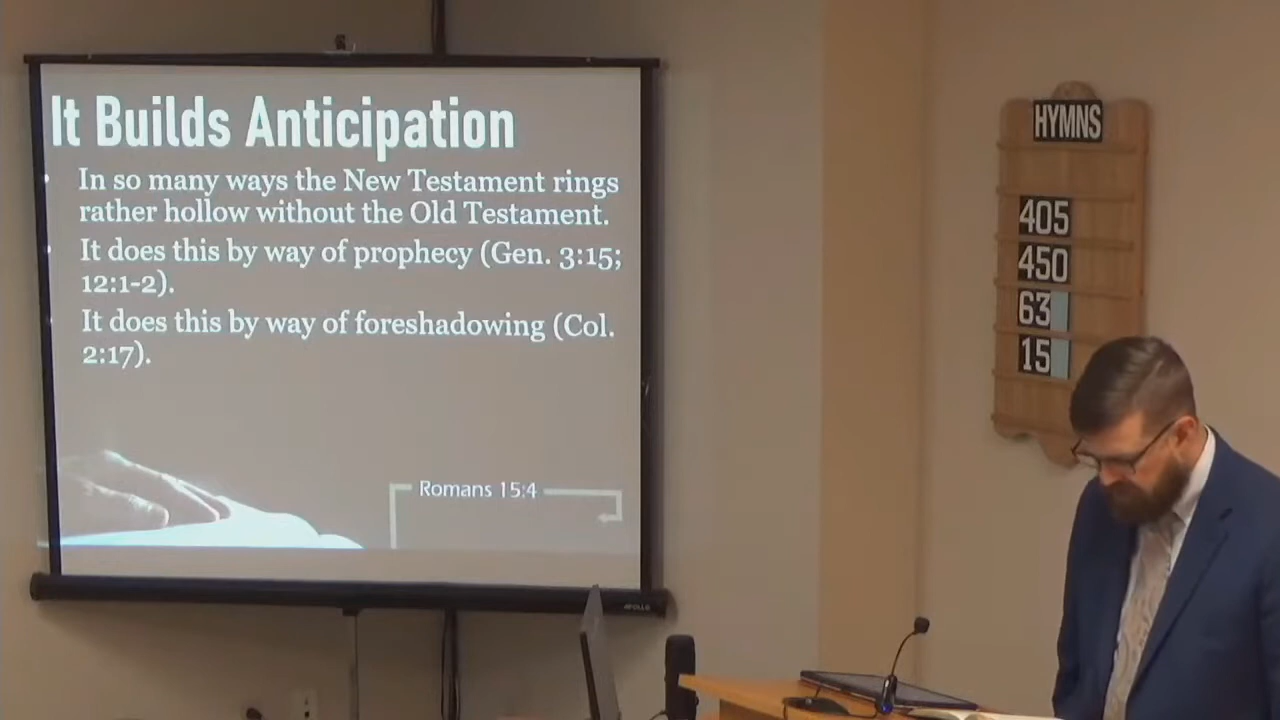 It Builds Anticipation
In so many ways the New Testament rings
rather hollow without the Old Testament.
It does this by way of prophecy (Gen. 3:15;
12:1-2).
It does this by way of foreshadowing (Col.
2:17).
Romans 15:4
APOLLO
HYMNS
405
450
63
15